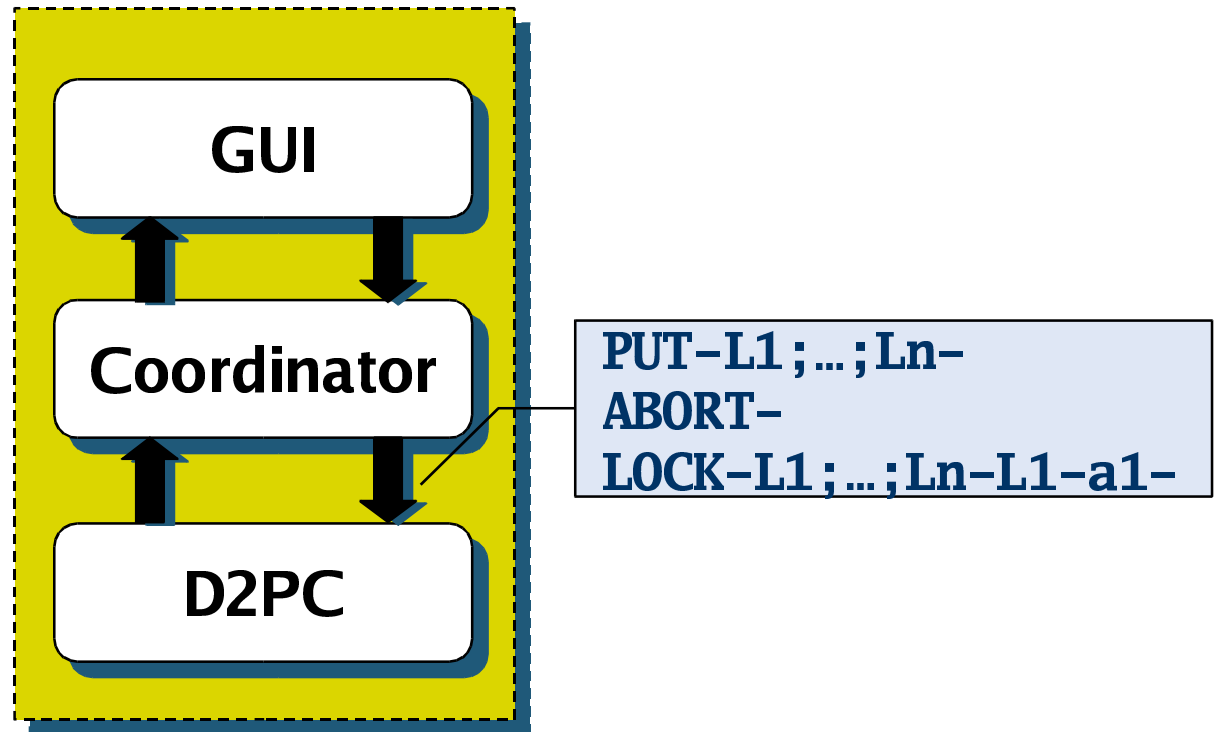 GUI
Coordinator
D2PC
PUT-L1;…;Ln-
ABORT-
LOCK-L1;…;Ln-L1-a1-